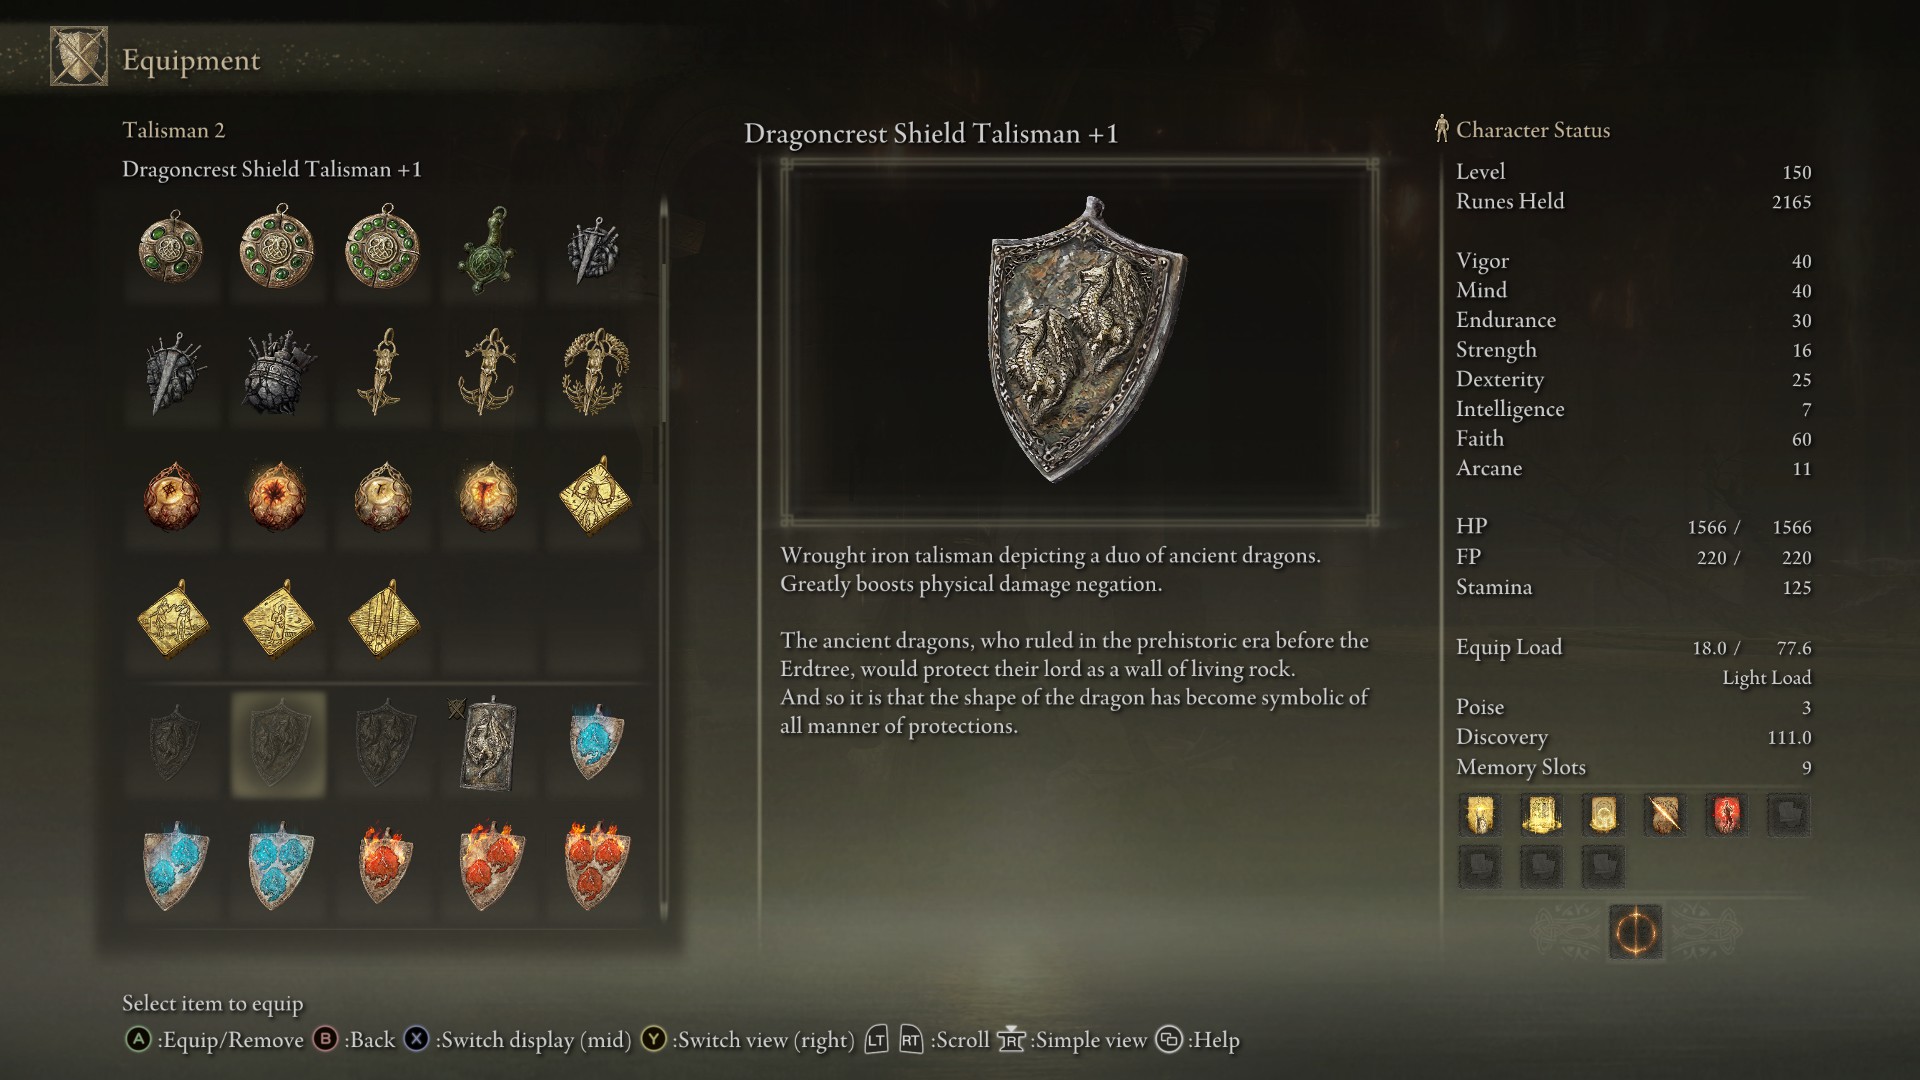 Equipment
Talisman 2
Dragoncrest Shield Talisman +1
Dragoncrest Shield Talisman +1
Wrought iron talisman depicting a duo of ancient dragons.
Greatly boosts physical damage negation.
The ancient dragons, who ruled in the prehistoric era before the
Erdtree, would protect their lord as a wall of living rock.
And so it is that the shape of the dragon has become symbolic of
all manner of protections.
Character Status
Level 150
Runes Held 2165
Vigor 40
Mind 40
Endurance 30
Strength 16
Dexterity 25
Intelligence 7
Faith 60
Arcane 11
HP 1566 / 1566
FP 220 / 220
Stamina 125
Equip Load 18.0 / 77.6
Light Load
Poise 3
Discovery 111.0
Memory Slots 9
Select item to equip
A :Equip/Remove B :Back X :Switch display (mid) Y :Switch view (right) LT RT :Scroll R :Simple view :Help